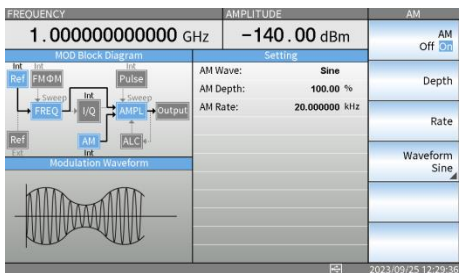 FREQUENCY AMPLITUDE AM
1.000000000000 GHz -140.00 dBm
AM
Off On
MOD Block Diagram
Int Int Int
Ref FMΦM Pulse
Sweep Int Sweep
FREQ I/Q AMPL Output
Ref AM ALC
Ext Int
Modulation Waveform
Setting
AM Wave: Sine
AM Depth: 100.00 %
AM Rate: 20.000000 kHz
Depth
Rate
Waveform
Sine
2023/09/25 12:29:36